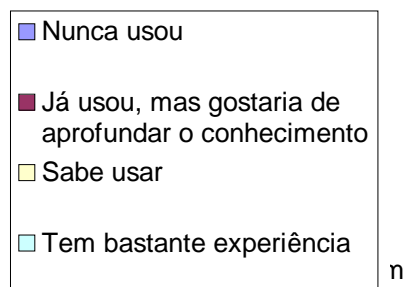 Nunca usou
Já usou, mas gostaria de
aprofundar o conhecimento
Sabe usar
Tem bastante experiência